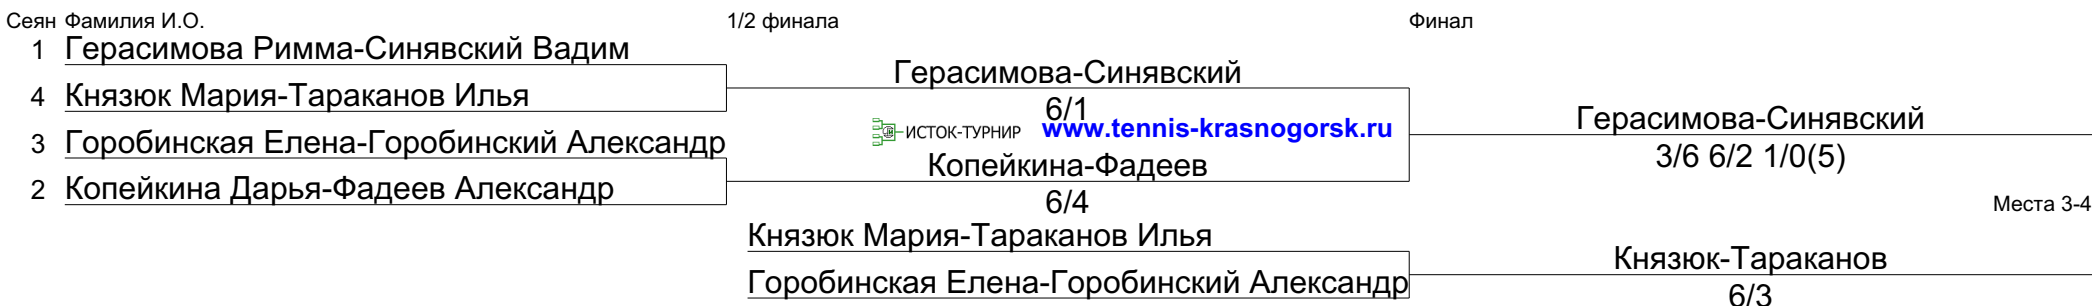 Сеян Фамилия И.О. 1/2 финала Финал
1 Герасимова Римма-Синявский Вадим
Герасимова-Синявский
4 Князюк Мария-Тараканов Илья
6/1
Герасимова-Синявский
ИСТОК-ТУРНИР www.tennis-krasnogorsk.ru
3 Горобинская Елена-Горобинский Александр
3/6 6/2 1/0(5)
Копейкина-Фадеев
2 Копейкина Дарья-Фадеев Александр
6/4
Места 3-4
Князюк Мария-Тараканов Илья
Князюк-Тараканов
Горобинская Елена-Горобинский Александр
6/3